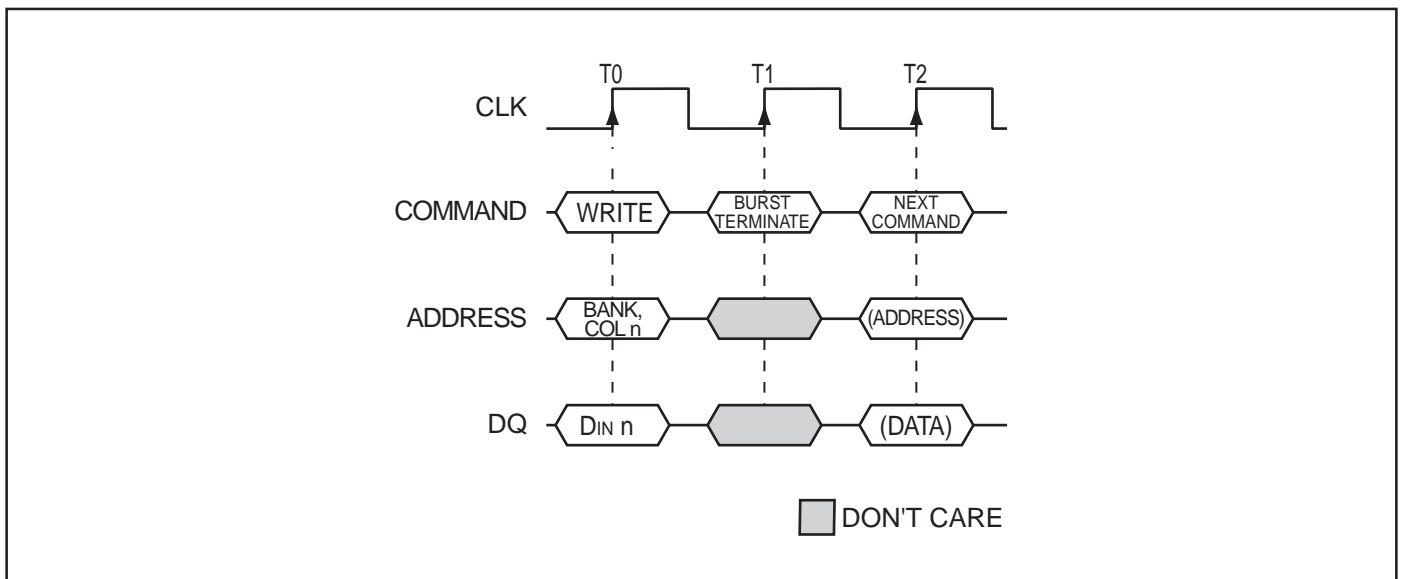 T0 T1 T2
CLK
COMMAND WRITE BURST TERMINATE NEXT COMMAND
ADDRESS BANK, COL n (ADDRESS)
DQ DIN n (DATA)
DON'T CARE